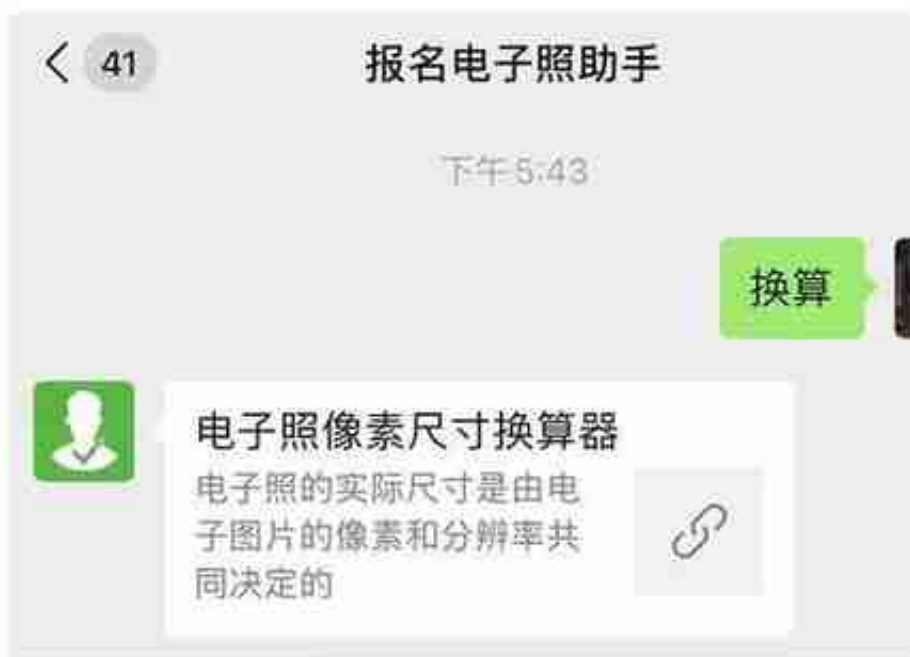 41
报名电子照助手
下午 5:43
换算
电子照像素尺寸换算器
电子照的实际尺寸是由电
子图片的像素和分辨率共
同决定的